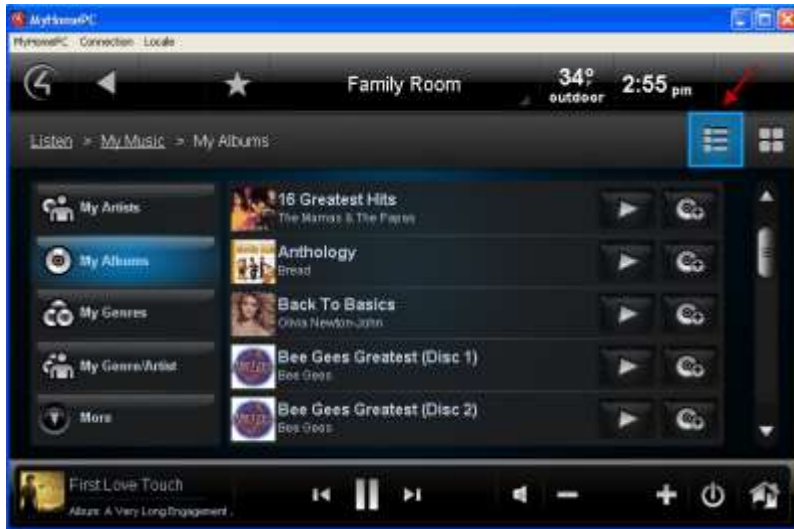 MyHomePC
MyHomePC Connection Locale
Family Room
34°
outdoor
2:55 pm
Listen > My Music > My Albums
My Artists
My Albums
My Genres
My Genre/Artist
More
16 Greatest Hits
The Mamas & The Papas
Anthology
Bread
Back To Basics
Olivia Newton-John
Bee Gees Greatest (Disc 1)
Bee Gees
Bee Gees Greatest (Disc 2)
Bee Gees
First Love Touch
Album: A Very Long Engagement .